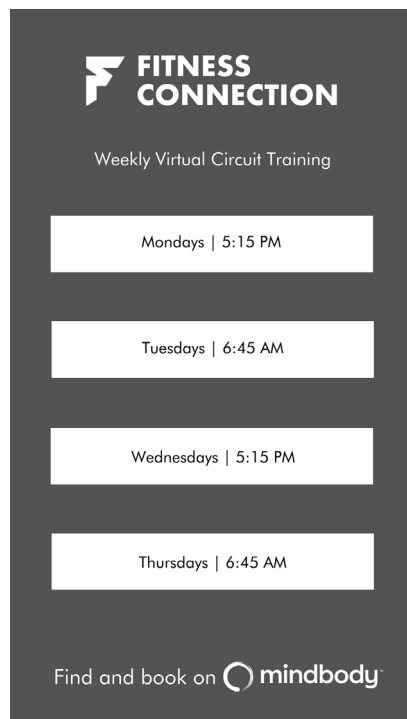 FITNESS
CONNECTION
Weekly Virtual Circuit Training
Mondays | 5:15 PM
Tuesdays | 6:45 AM
Wednesdays | 5:15 PM
Thursdays | 6:45 AM
Find and book on mindbody